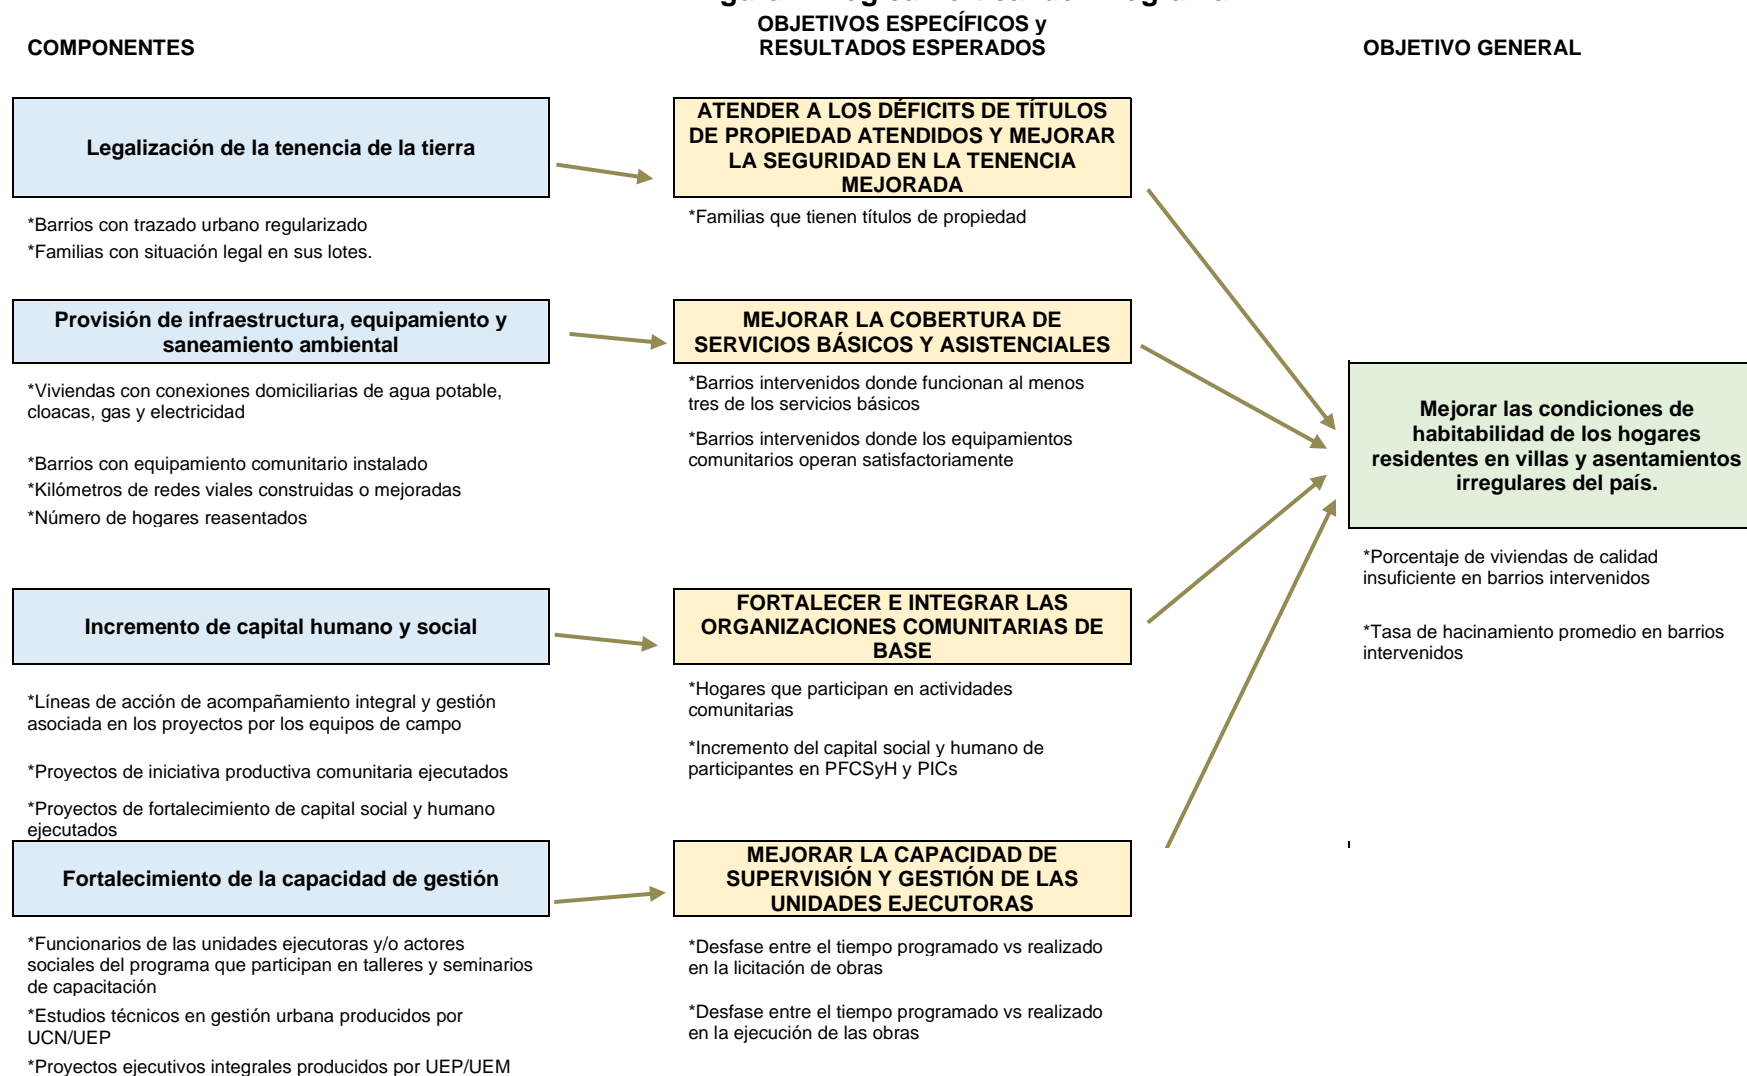 OBJETIVOS ESPECÍFICOS y
RESULTADOS ESPERADOS
COMPONENTES
OBJETIVO GENERAL
Legalización de la tenencia de la tierra
*Barrios con trazado urbano regularizado
*Familias con situación legal en sus lotes.
ATENDER A LOS DÉFICITS DE TÍTULOS
DE PROPIEDAD ATENDIDOS Y MEJORAR
LA SEGURIDAD EN LA TENENCIA
MEJORADA
*Familias que tienen títulos de propiedad
Provisión de infraestructura, equipamiento y
saneamiento ambiental
*Viviendas con conexiones domiciliarias de agua potable,
cloacas, gas y electricidad
*Barrios con equipamiento comunitario instalado
*Kilómetros de redes viales construidas o mejoradas
*Número de hogares reasentados
MEJORAR LA COBERTURA DE
SERVICIOS BÁSICOS Y ASISTENCIALES
*Barrios intervenidos donde funcionan al menos
tres de los servicios básicos
*Barrios intervenidos donde los equipamientos
comunitarios operan satisfactoriamente
Mejorar las condiciones de
habitabilidad de los hogares
residentes en villas y asentamientos
irregulares del país.
*Porcentaje de viviendas de calidad
insuficiente en barrios intervenidos
*Tasa de hacinamiento promedio en barrios
intervenidos
Incremento de capital humano y social
*Líneas de acción de acompañamiento integral y gestión
asociada en los proyectos por los equipos de campo
*Proyectos de iniciativa productiva comunitaria ejecutados
*Proyectos de fortalecimiento de capital social y humano
ejecutados
FORTALECER E INTEGRAR LAS
ORGANIZACIONES COMUNITARIAS DE
BASE
*Hogares que participan en actividades
comunitarias
*Incremento del capital social y humano de
participantes en PFCSyH y PICs
Fortalecimiento de la capacidad de gestión
*Funcionarios de las unidades ejecutoras y/o actores
sociales del programa que participan en talleres y seminarios
de capacitación
*Estudios técnicos en gestión urbana producidos por
UCN/UEP
*Proyectos ejecutivos integrales producidos por UEP/UEM
MEJORAR LA CAPACIDAD DE
SUPERVISIÓN Y GESTIÓN DE LAS
UNIDADES EJECUTORAS
*Desfase entre el tiempo programado vs realizado
en la licitación de obras
*Desfase entre el tiempo programado vs realizado
en la ejecución de las obras